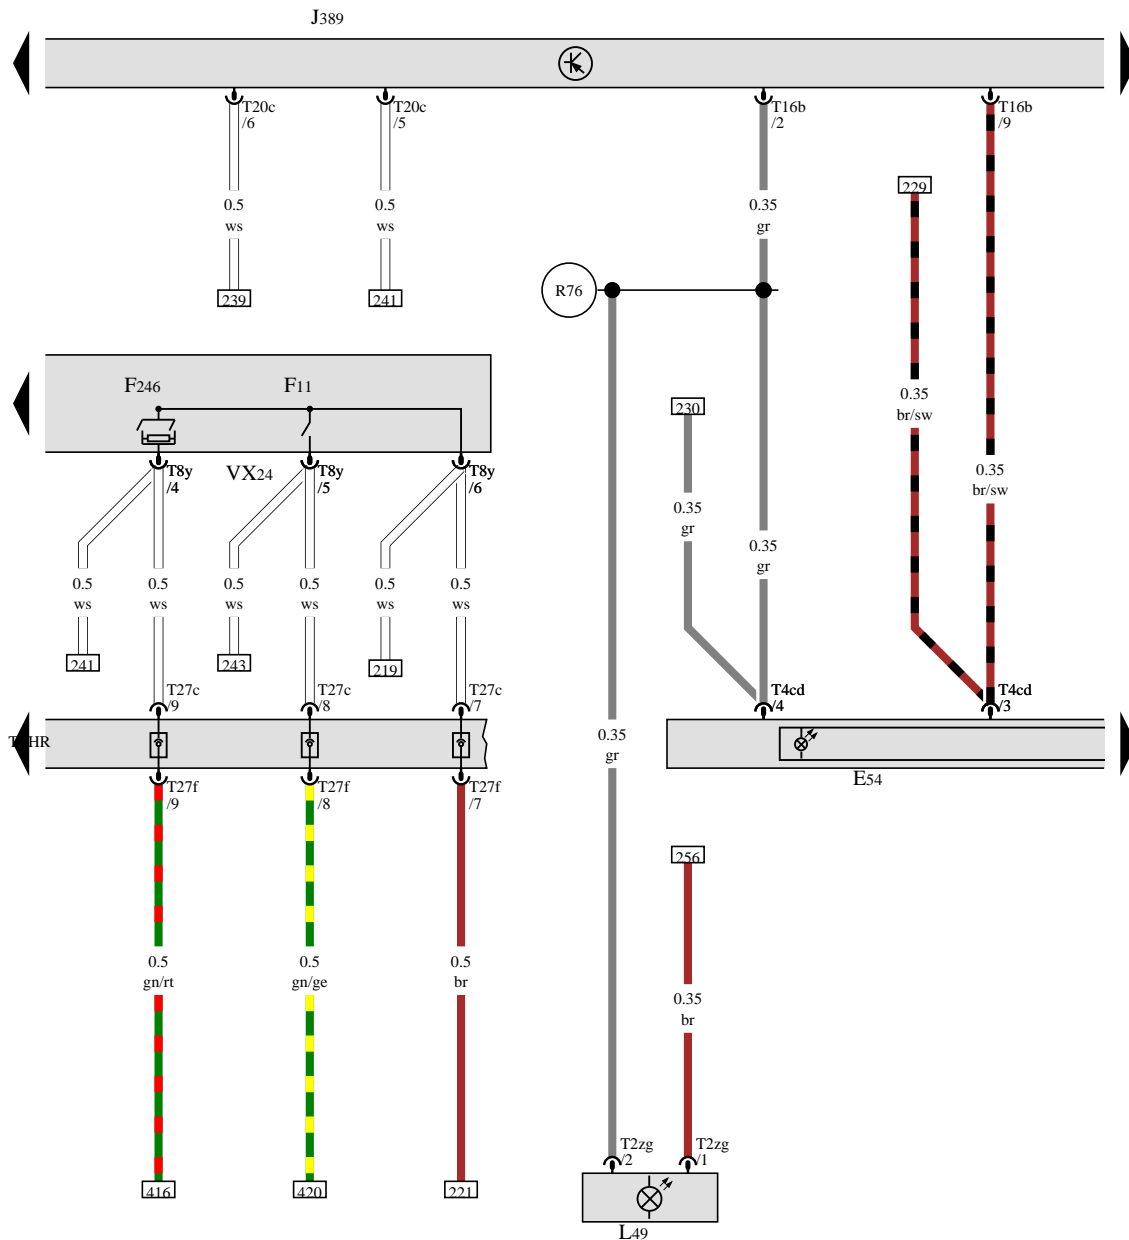 J389
T20c
/6
T20c
/5
T16b
/2
T16b
/9
229
0.5
ws
0.5
ws
0.35
gr
R76
239
241
F246
F11
0.35
br/sw
230
VX24
T8y
/4
T8y
/5
T8y
/6
0.35
br/sw
0.35
gr
0.35
gr
0.5
ws
0.5
ws
0.5
ws
0.5
ws
0.5
ws
0.5
ws
241
243
219
T27c
/9
T27c
/8
T27c
/7
T4cd
/4
T4cd
/3
HR
0.35
gr
E54
T27f
/9
T27f
/8
T27f
/7
256
0.5
gn/rt
0.5
gn/ge
0.5
br
0.35
br
T2zg
/2
T2zg
/1
416
420
221
L49